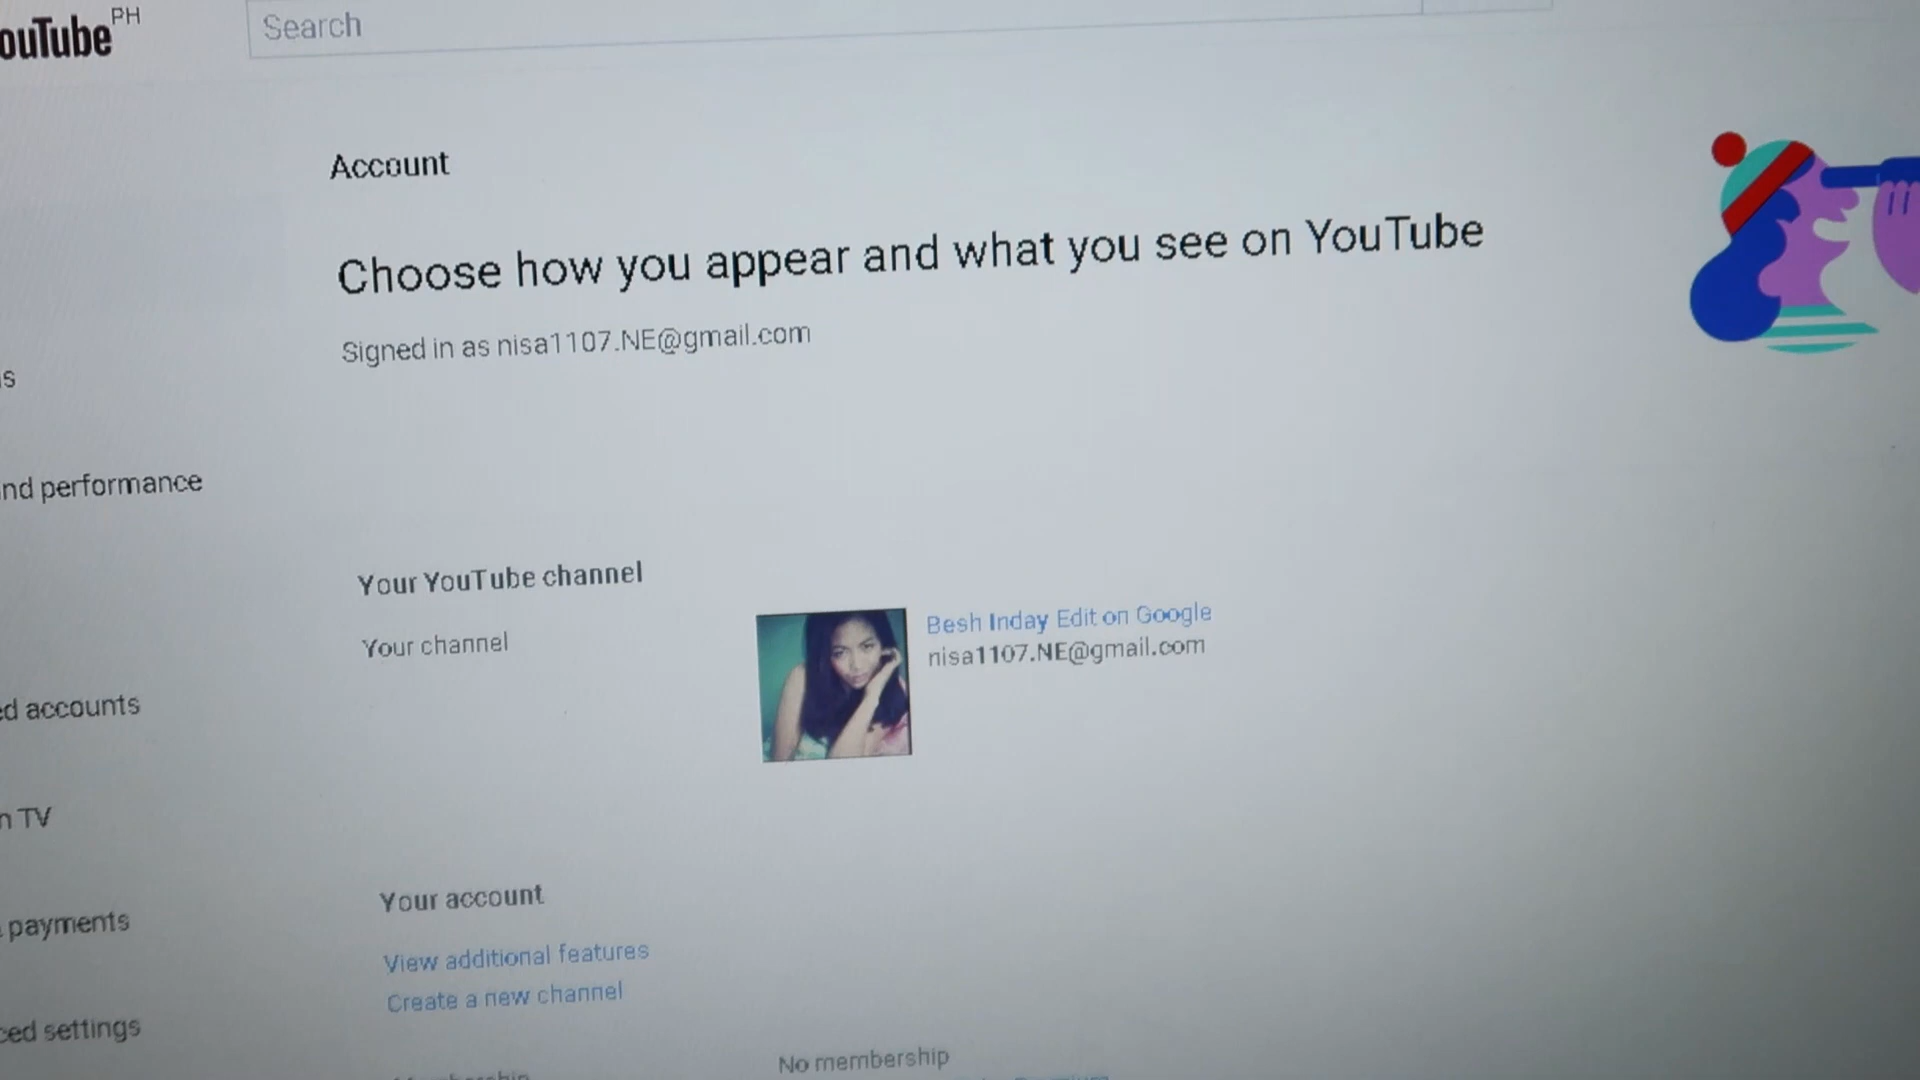 ouTube PH
Search
Account
Choose how you appear and what you see on YouTube
Signed in as nisa1107.NE@gmail.com
s
nd performance
Your YouTube channel
Your channel
Besh Inday Edit on Google
nisa1107.NE@gmail.com
ed accounts
n TV
Your account
payments
View additional features
Create a new channel
ced settings
No membership